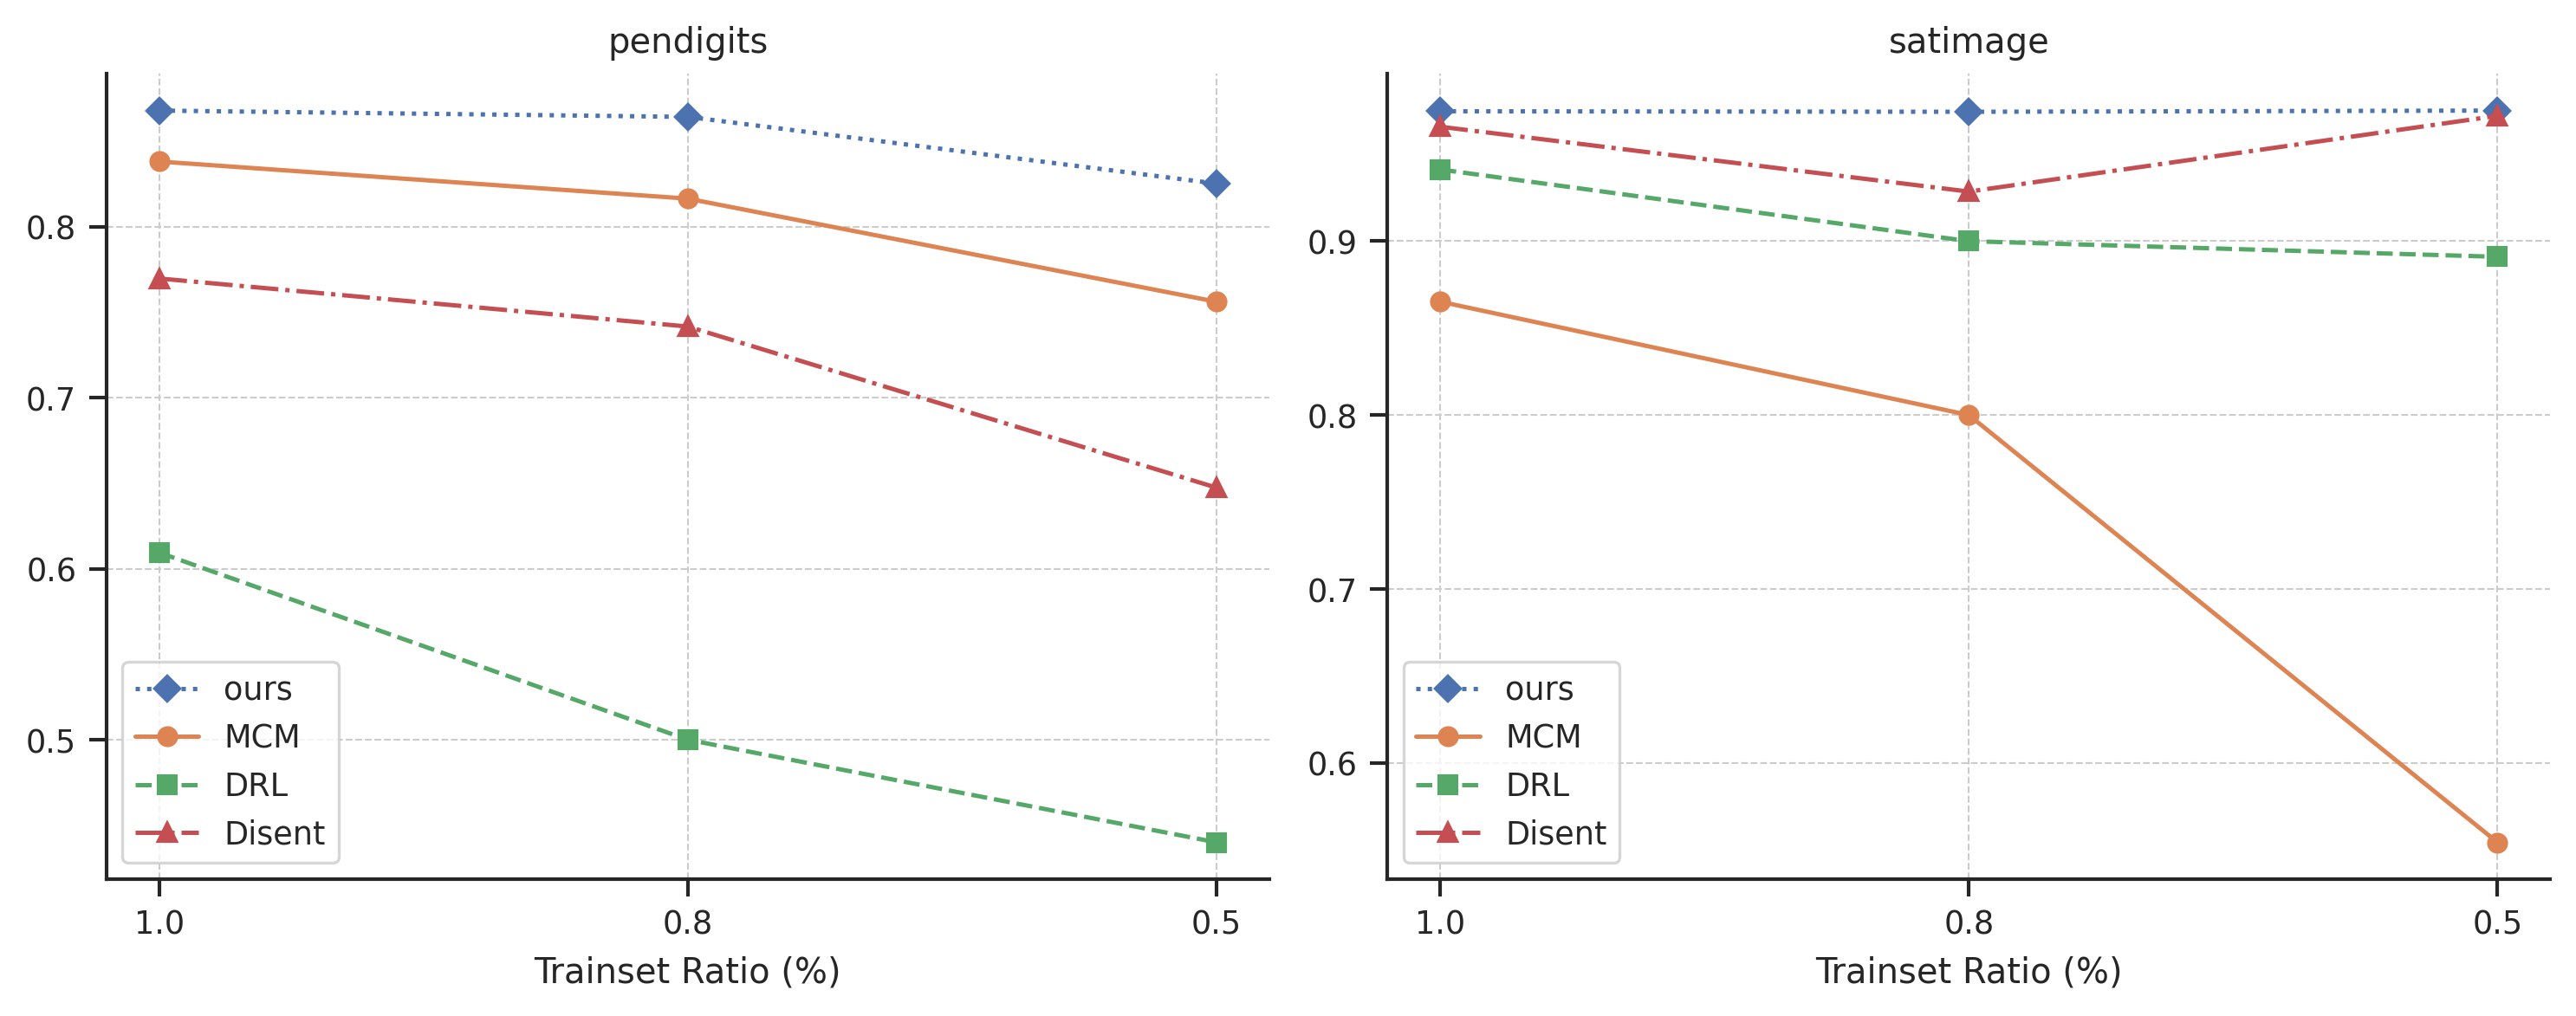 pendigits
0.8
0.7
0.6
0.5
ours
MCM
DRL
Disent
1.0
0.8
0.5
Trainset Ratio (%)
satimage
0.9
0.8
0.7
0.6
ours
MCM
DRL
Disent
1.0
0.8
0.5
Trainset Ratio (%)